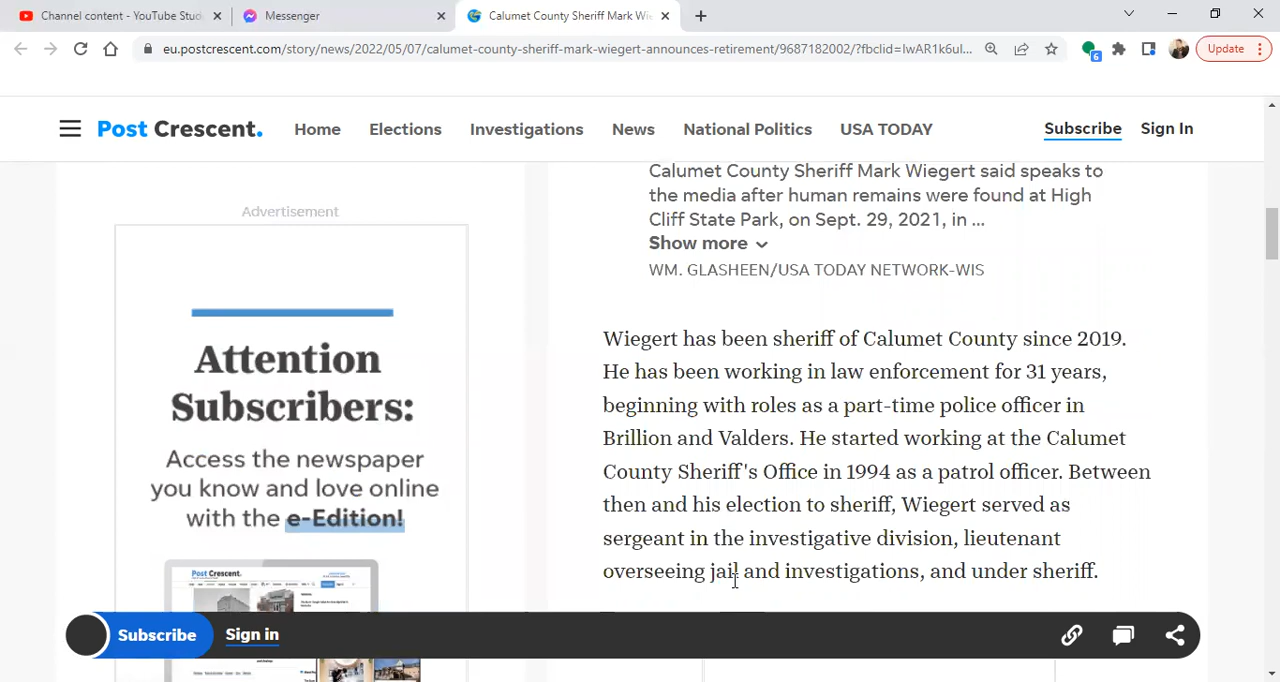 Channel content - YouTube Stud
Messenger
Calumet County Sheriff Mark Wie
eu.postcrescent.com/story/news/2022/05/07/calumet-county-sheriff-mark-wiegert-announces-retirement/9687182002/?fbclid=IwAR1k6ul...
6
Update
Post Crescent.
Home
Elections
Investigations
News
National Politics
USA TODAY
Subscribe
Sign In
Advertisement
Attention
Subscribers:
Access the newspaper
you know and love online
with the e-Edition!
Post Crescent.
Calumet County Sheriff Mark Wiegert said speaks to
the media after human remains were found at High
Cliff State Park, on Sept. 29, 2021, in ...
Show more
WM. GLASHEEN/USA TODAY NETWORK-WIS
Wiegert has been sheriff of Calumet County since 2019.
He has been working in law enforcement for 31 years,
beginning with roles as a part-time police officer in
Brillion and Valders. He started working at the Calumet
County Sheriff's Office in 1994 as a patrol officer. Between
then and his election to sheriff, Wiegert served as
sergeant in the investigative division, lieutenant
overseeing jail and investigations, and under sheriff.
Subscribe
Sign in